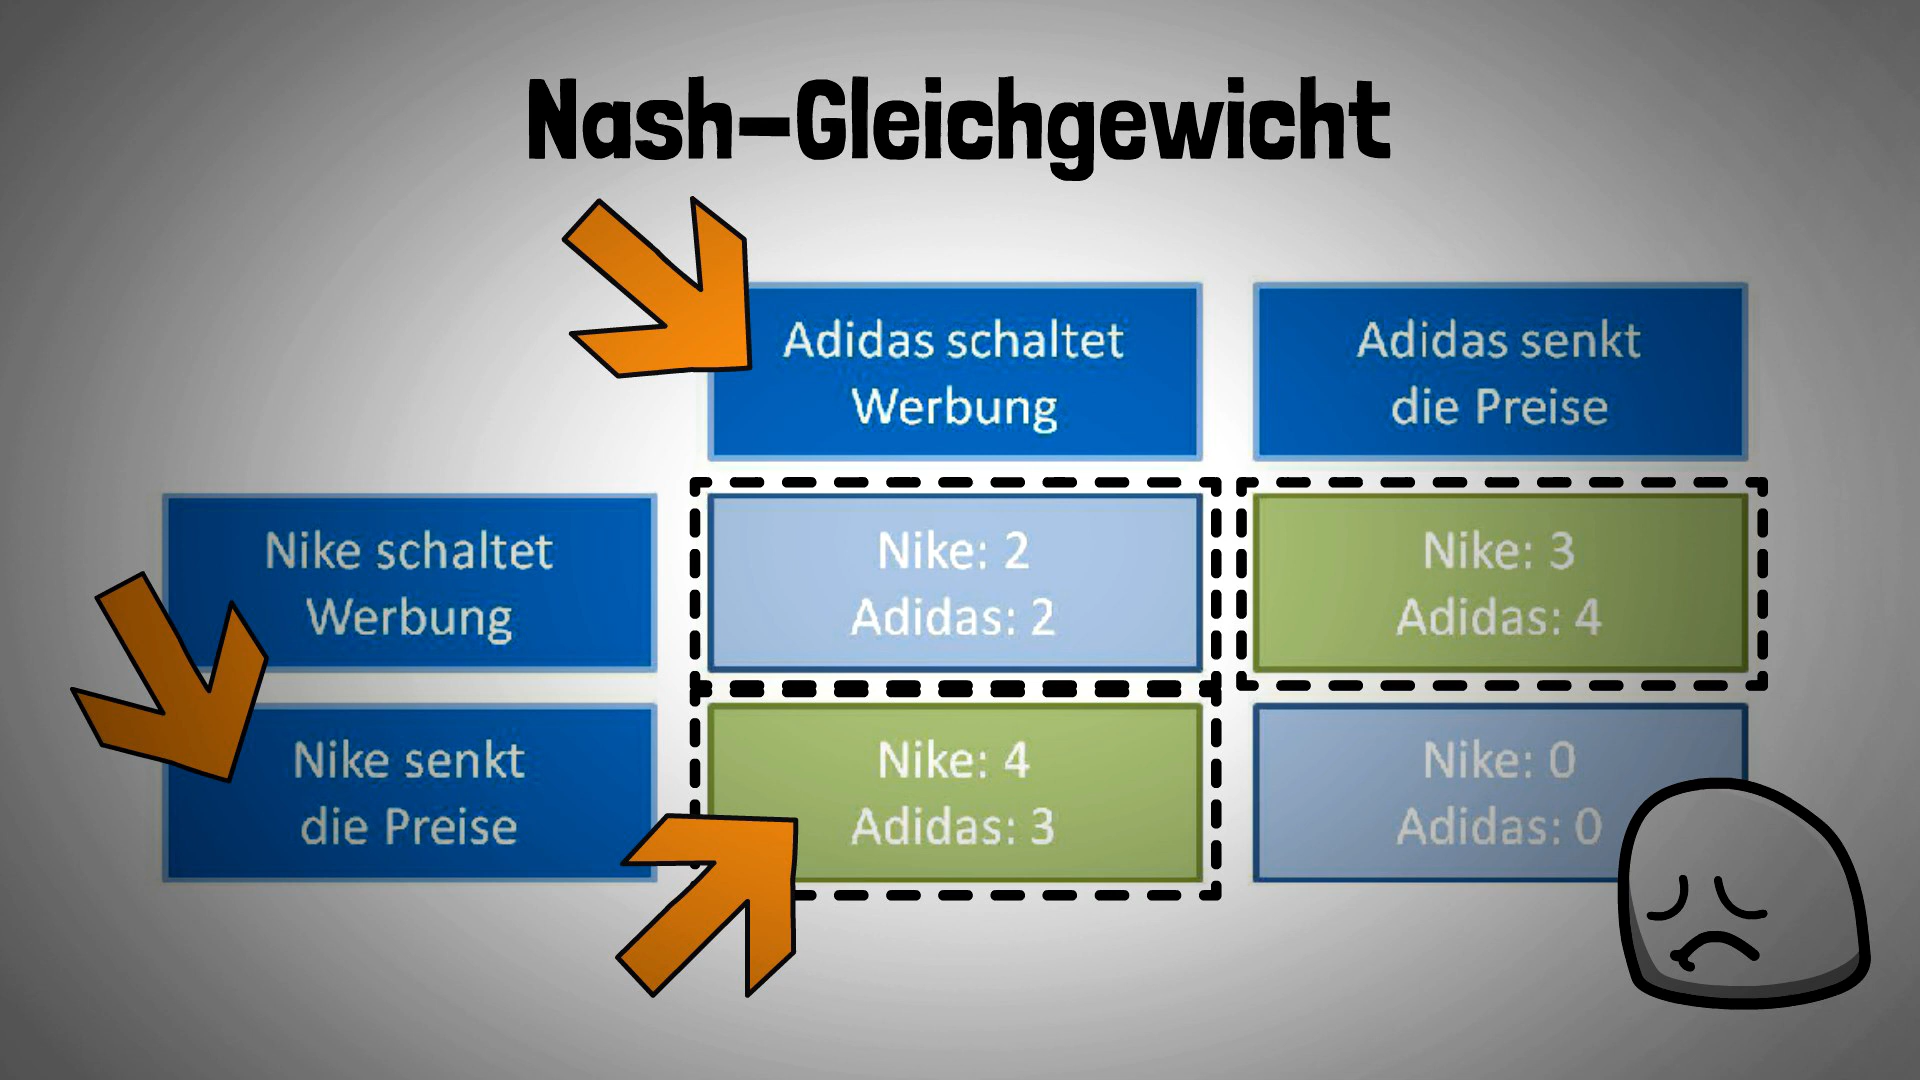 Nash-Gleichgewicht
Adidas schaltet
Werbung
Adidas senkt
die Preise
Nike schaltet
Werbung
Nike: 2
Adidas: 2
Nike: 3
Adidas: 4
Nike senkt
die Preise
Nike: 4
Adidas: 3
Nike: 0
Adidas: 0